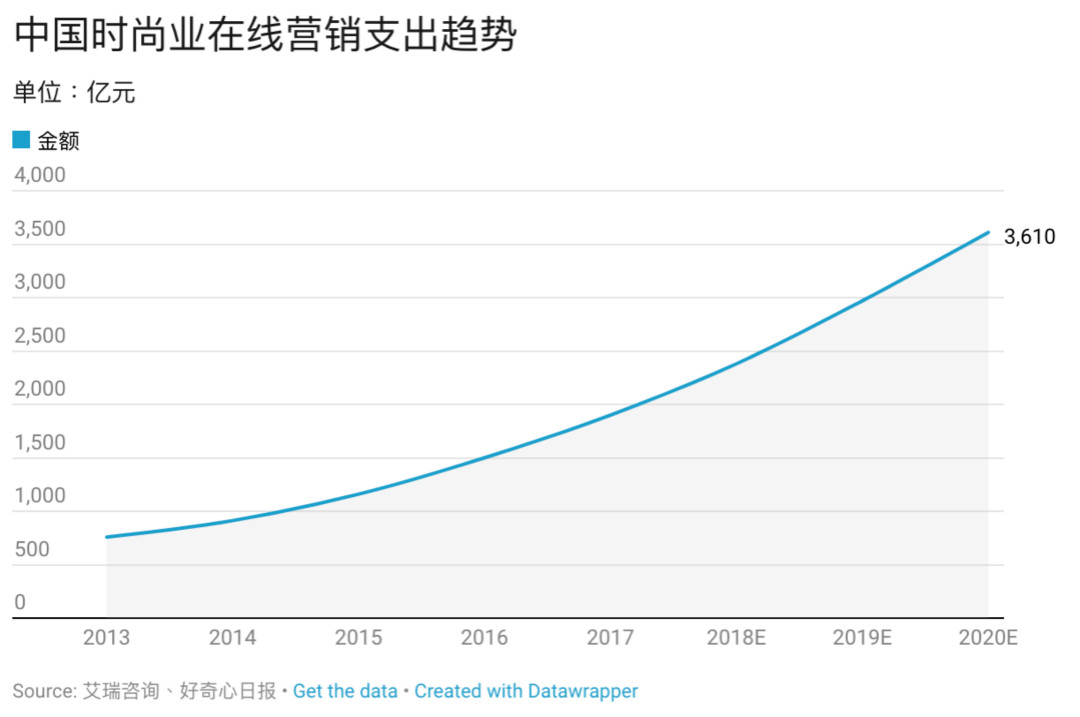 中国时尚业在线营销支出趋势
单位：亿元
金额
4,000
3,500
3,610
3,000
2,500
2,000
1,500
1,000
500
0
2013 2014 2015 2016 2017 2018E 2019E 2020E
Source: 艾瑞咨询、好奇心日报 • Get the data • Created with Datawrapper